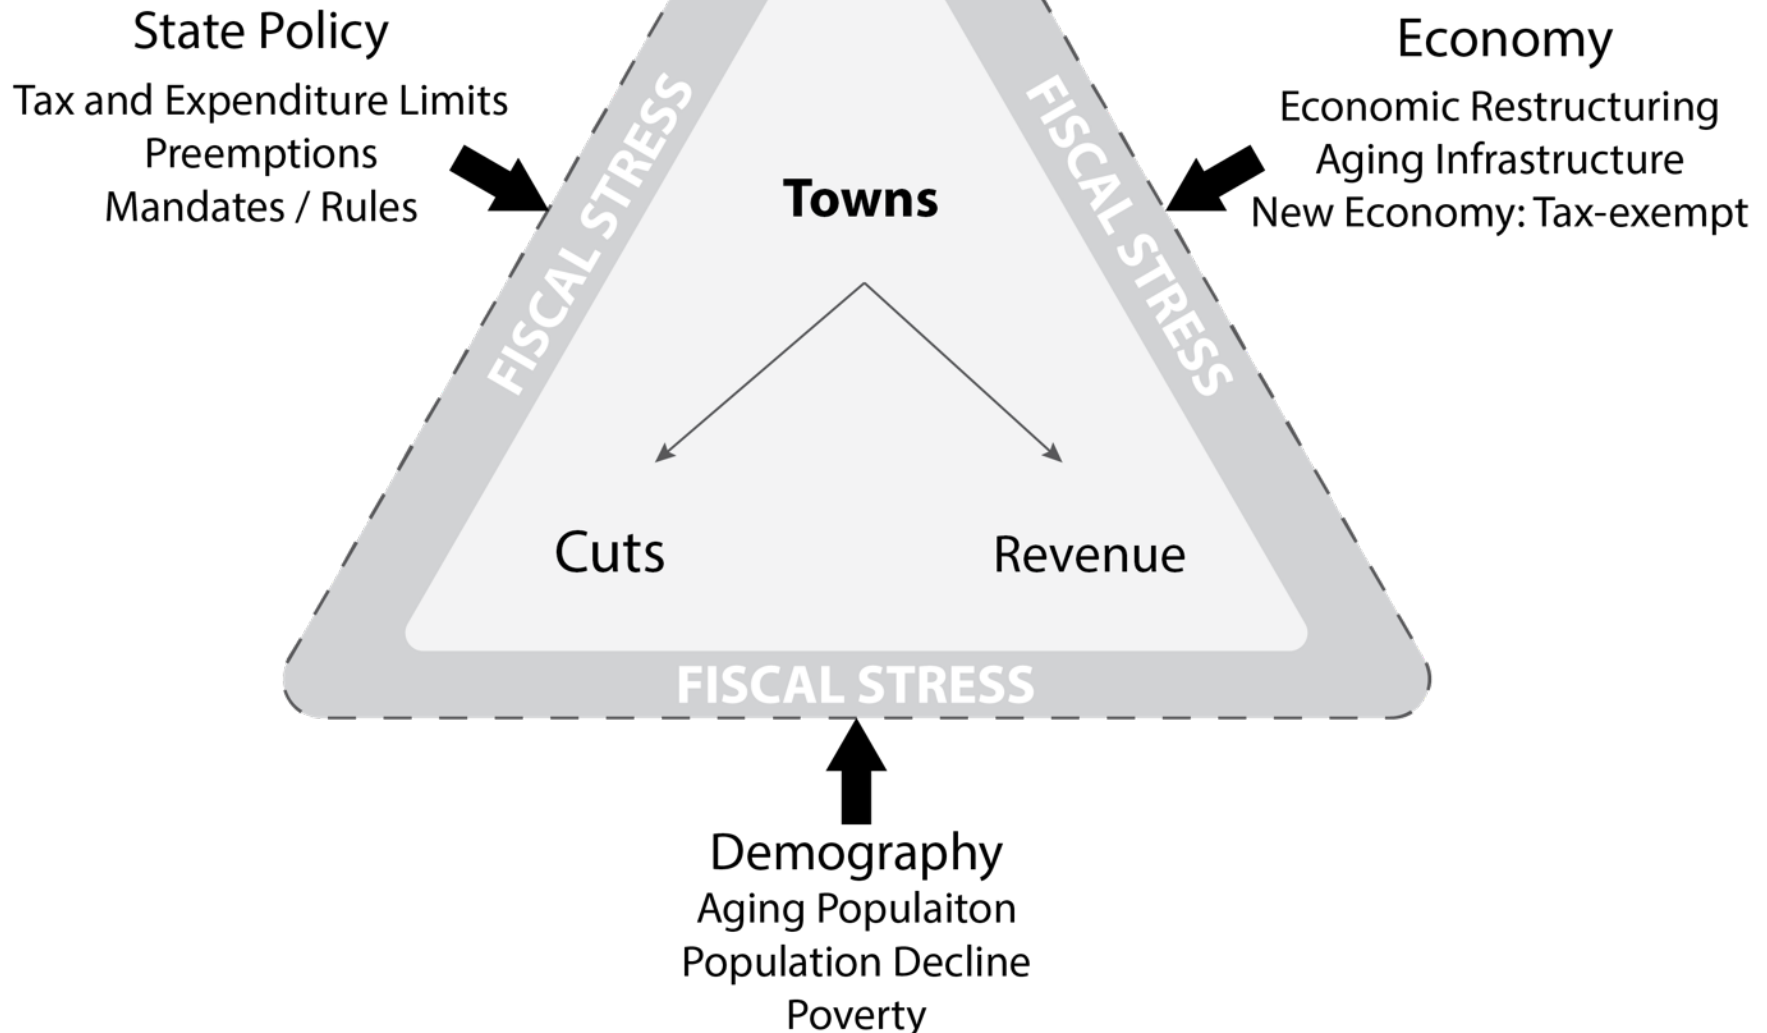 State Policy
Tax and Expenditure Limits
Preemptions
Mandates / Rules
Economy
Economic Restructuring
Aging Infrastructure
New Economy: Tax-exempt
FISCAL STRESS
FISCAL STRESS
Towns
Cuts
Revenue
FISCAL STRESS
Demography
Aging Populaiton
Population Decline
Poverty